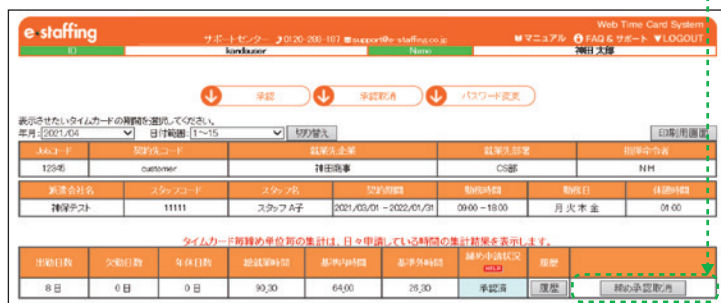 e-staffing
Web Time Card System
サポートセンター 0120-200-107 support@e-staffing.co.jp マニュアル FAQ & サポート ▼LOGOUT
ID kandauser Name 神田 太郎
承認 承認取消 パスワード変更
表示させたいタイムカードの期間を選択してください。
年月: 2021/04 日付範囲: 1～15 切り替え 印刷用画面
Jobコード 契約先コード 就業先企業 就業先部署 指揮命令者
12345 customer 神田商事 CS部 N H
派遣会社名 スタッフコード スタッフ名 契約期間 勤務時間 勤務日 休憩時間
神保テスト 11111 スタッフ A子 2021/03/01 ～2022/01/31 09:00 ～18:00 月 火 木 金 01:00
タイムカード毎締め単位毎の集計は、日々申請している時間の集計結果を表示します。
出勤日数 欠勤日数 年休日数 総就業時間 基準内時間 基準外時間 締め申請状況 履歴
HELP
8 日 0 日 0 日 90,30 64,00 26,30 承認済 履歴 締め承認取消